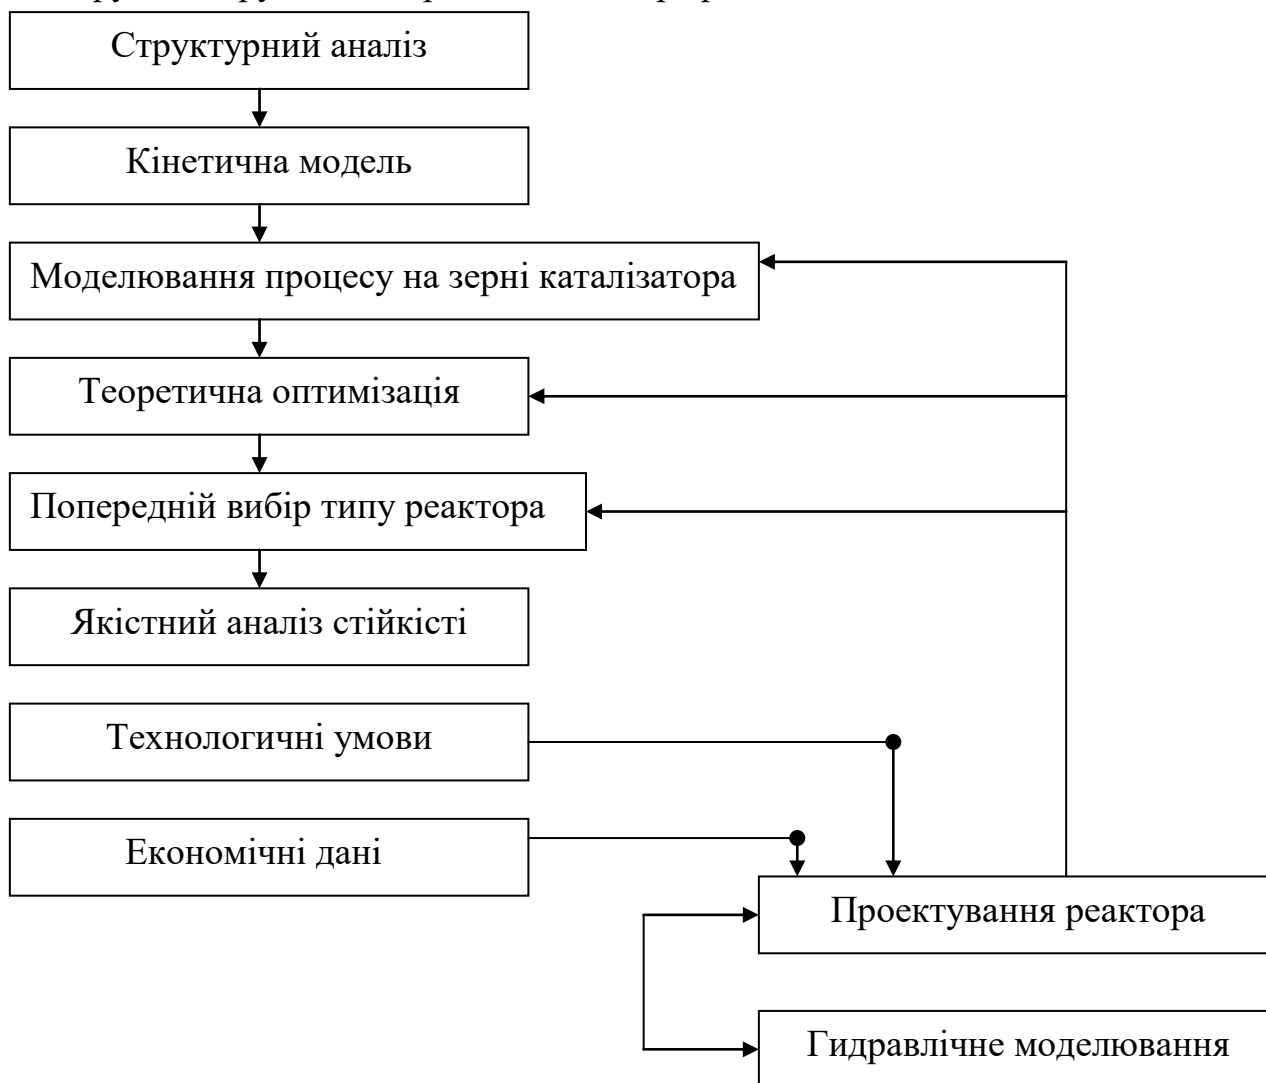 Структурний аналіз
Кінетична модель
Моделювання процесу на зерні каталізатора
Теоретична оптимізація
Попередній вибір типу реактора
Якістний аналіз стійкісті
Технологичні умови
Економічні дані
Проектування реактора
Гидравлічне моделювання